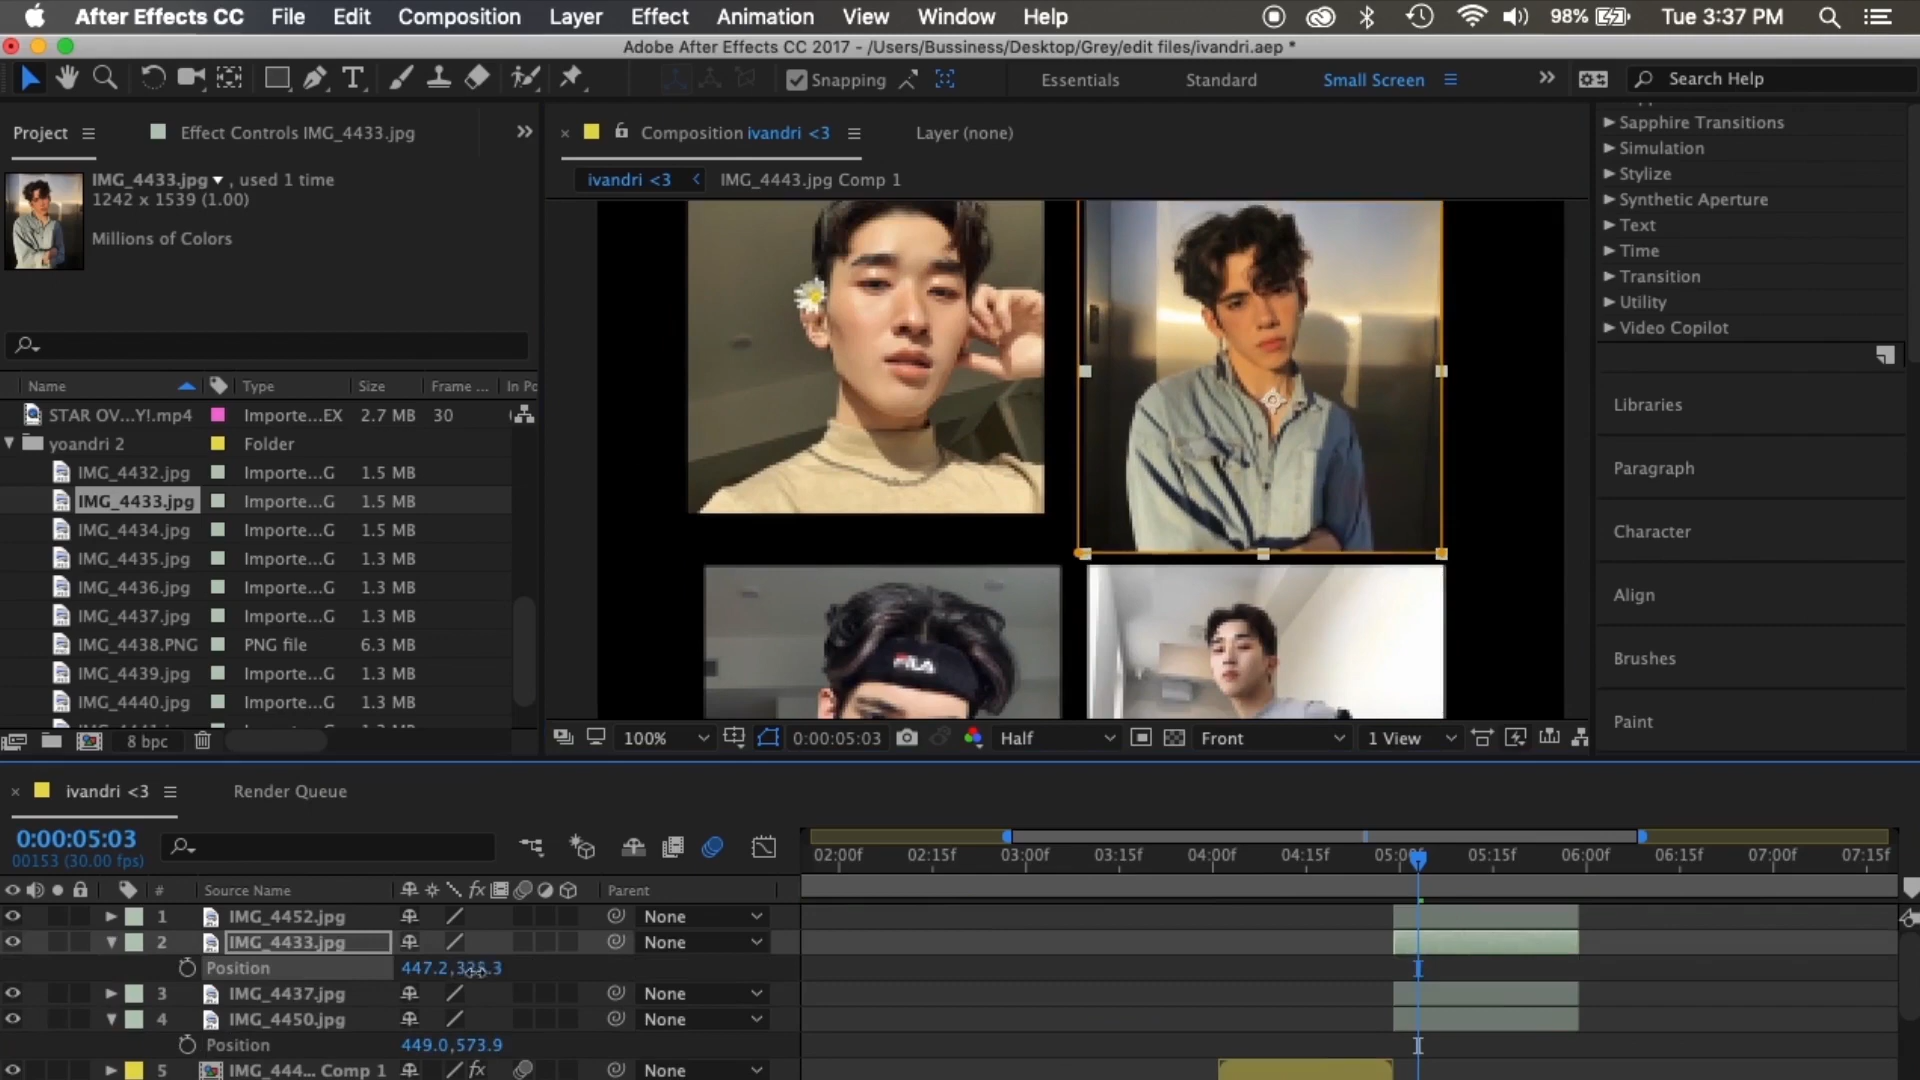 After Effects CC File Edit Composition Layer Effect Animation View Window Help 98% Tue 3:37 PM
Adobe After Effects CC 2017 - /Users/Bussiness/Desktop/Grey/edit files/ivandri.aep *
Snapping Essentials Standard Small Screen Search Help
Project Effect Controls IMG_4433.jpg Composition ivandri <3 Layer (none)
ivandri <3 IMG_4443.jpg Comp 1
IMG_4433.jpg , used 1 time
1242 x 1539 (1.00)
Millions of Colors
Name Type Size Frame ... In Po
STAR OV...Y!.mp4 Importe...EX 2.7 MB 30
yoandri 2 Folder
IMG_4432.jpg Importe...G 1.5 MB
IMG_4433.jpg Importe...G 1.5 MB
IMG_4434.jpg Importe...G 1.5 MB
IMG_4435.jpg Importe...G 1.3 MB
IMG_4436.jpg Importe...G 1.3 MB
IMG_4437.jpg Importe...G 1.3 MB
IMG_4438.PNG PNG file 6.3 MB
IMG_4439.jpg Importe...G 1.3 MB
IMG_4440.jpg Importe...G 1.3 MB
8 bpc
FILA
100% 0:00:05:03 Half Front 1 View
Sapphire Transitions
Simulation
Stylize
Synthetic Aperture
Text
Time
Transition
Utility
Video Copilot
Libraries
Paragraph
Character
Align
Brushes
Paint
ivandri <3 Render Queue
0:00:05:03
00153 (30.00 fps)
02:00f 02:15f 03:00f 03:15f 04:00f 04:15f 05:00f 05:15f 06:00f 06:15f 07:00f 07:15f
# Source Name fx Parent
1 IMG_4452.jpg None
2 IMG_4433.jpg None
Position 447.2,
3 IMG_4437.jpg None
4 IMG_4450.jpg None
Position 449.0,573.9
5 IMG_444... Comp 1 fx None